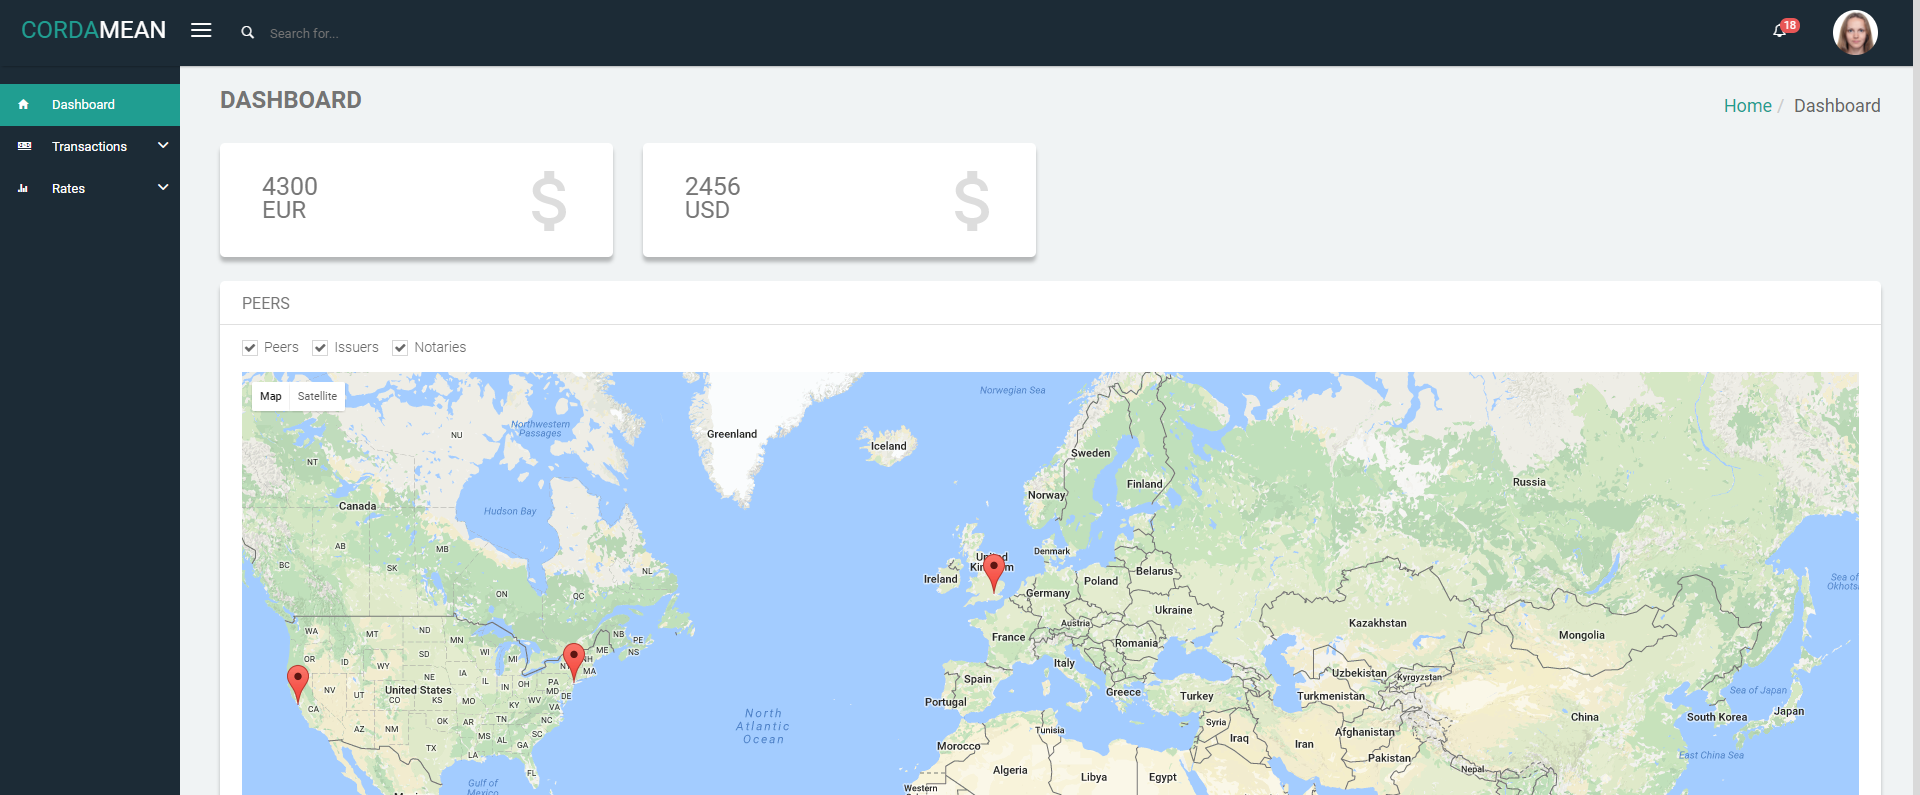 CORDAMEAN
Search for...
18
Dashboard
Transactions
Rates
DASHBOARD
Home / Dashboard
4300
EUR
$
2456
USD
$
PEERS
Peers
Issuers
Notaries
Map
Satellite
Norwegian Sea
Northwestern
Passages
NU
Greenland
Iceland
Sweden
NT
Norway
Finland
Russia
Canada
Hudson Bay
AB
MB
Denmark
BC
SK
NL
Ireland
Poland
Belarus
ON
QC
Germany
Ukraine
Sea of
Okhots
WA
MT
ND
MN
NB
PE
NS
ME
France
Austria
Romania
Kazakhstan
Mongolia
OR
ID
WY
SD
WI
MI
MA
Italy
Spain
Greece
Turkey
Uzbekistan
Kyrgyzstan
Turkmenistan
NV
UT
United States
CO
NE
KS
IA
MO
IL
IN
OH
KY
PA
MD
DE
WV
VA
Portugal
Sea of Japan
Japan
South Korea
China
CA
AZ
NM
OK
AR
TN
NC
SC
MS
AL
GA
TX
LA
FL
North
Atlantic
Ocean
Morocco
Tunisia
Syria
Iraq
Iran
Afghanistan
Pakistan
Nepal
East China Sea
Algeria
Libya
Egypt
Western
Gulf of